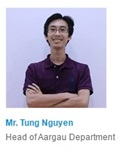 Mr. Tung Nguyen
Head of Aargau Department